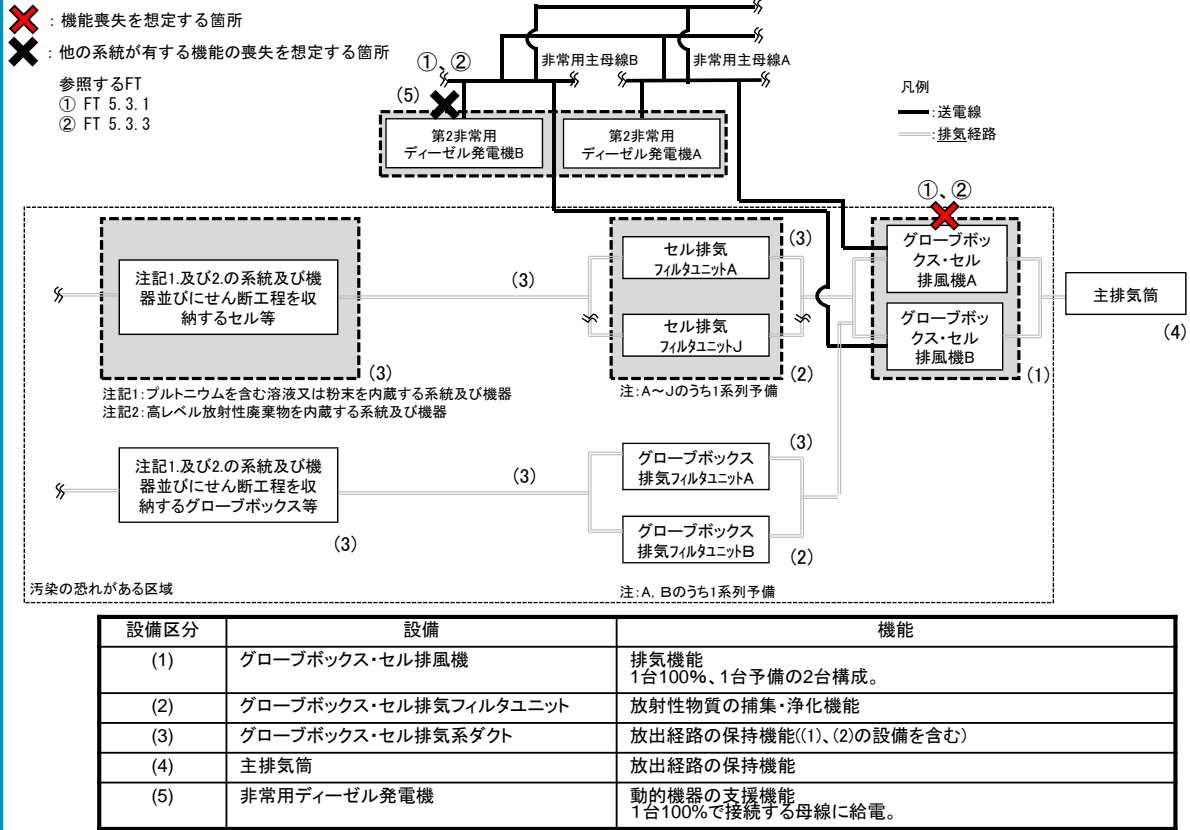 ：機能喪失を想定する箇所
：他の系統が有する機能の喪失を想定する箇所
参照するFT
① FT 5.3.1
② FT 5.3.3
①、②
非常用主母線B
非常用主母線A
(5)
第2非常用
ディーゼル発電機B
第2非常用
ディーゼル発電機A
凡例
:送電線
:排気経路
①、②
注記1.及び2.の系統及び機
器並びにせん断工程を収
納するセル等
(3)
(3)
セル排気
フィルタユニットA
(3)
セル排気
フィルタユニットJ
(2)
グローブボッ
クス・セル
排風機A
グローブボッ
クス・セル
排風機B
(1)
主排気筒
(4)
注記1:プルトニウムを含む溶液又は粉末を内蔵する系統及び機器
注記2:高レベル放射性廃棄物を内蔵する系統及び機器
注:A～Jのうち1系列予備
注記1.及び2.の系統及び機
器並びにせん断工程を収
納するグローブボックス等
(3)
(3)
グローブボックス
排気フィルタユニットA
(3)
グローブボックス
排気フィルタユニットB
(2)
汚染の恐れがある区域
注:A, Bのうち1系列予備
設備区分 設備 機能
(1) グローブボックス・セル排風機 排気機能
1台100%、1台予備の2台構成。
(2) グローブボックス・セル排気フィルタユニット 放射性物質の捕集・浄化機能
(3) グローブボックス・セル排気系ダクト 放出経路の保持機能((1)、(2)の設備を含む)
(4) 主排気筒 放出経路の保持機能
(5) 非常用ディーゼル発電機 動的機器の支援機能
1台100%で接続する母線に給電。